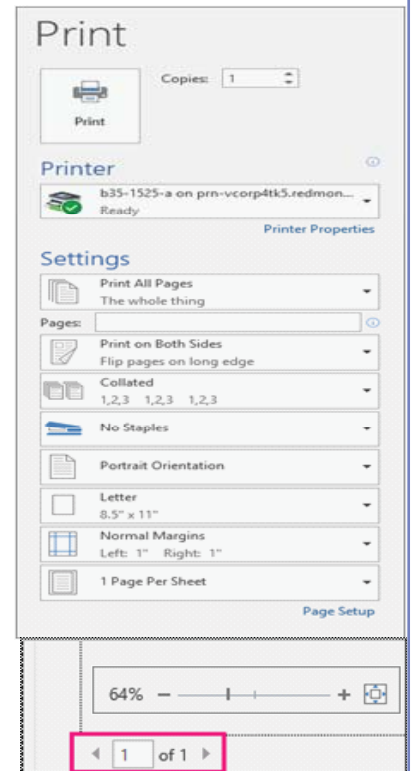 Print
Copies: 1
Print
Printer
b35-1525-a on prn-vcorp4tk5.redmon...
Ready
Printer Properties
Settings
Print All Pages
The whole thing
Pages:
Print on Both Sides
Flip pages on long edge
Collated
1,2,3 1,2,3 1,2,3
No Staples
Portrait Orientation
Letter
8.5" x 11"
Normal Margins
Left: 1" Right: 1"
1 Page Per Sheet
Page Setup
64%
1 of 1